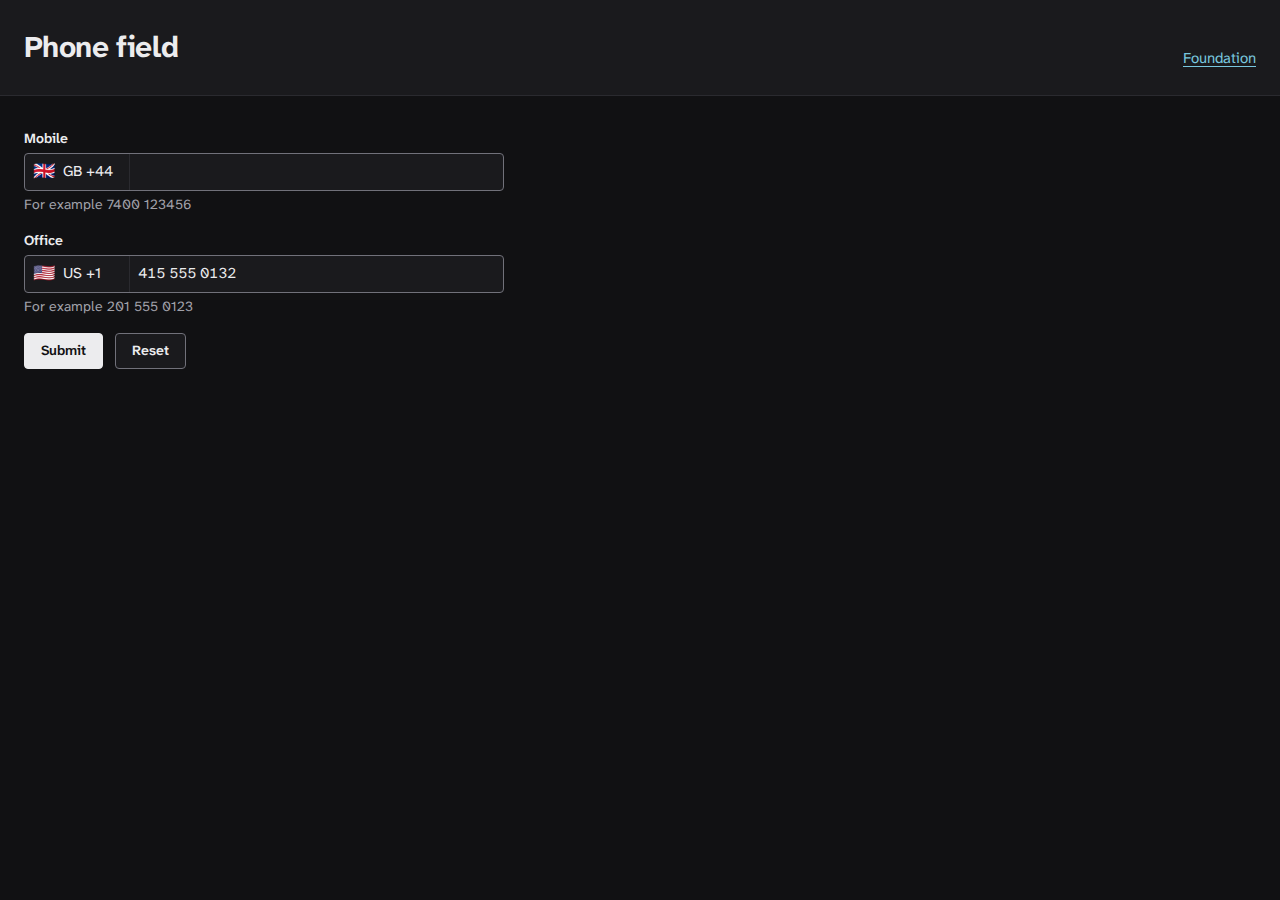 Phone field
Foundation
Mobile
GB +44
For example 7400 123456
Office
US +1 415 555 0132
For example 201 555 0123
Submit Reset